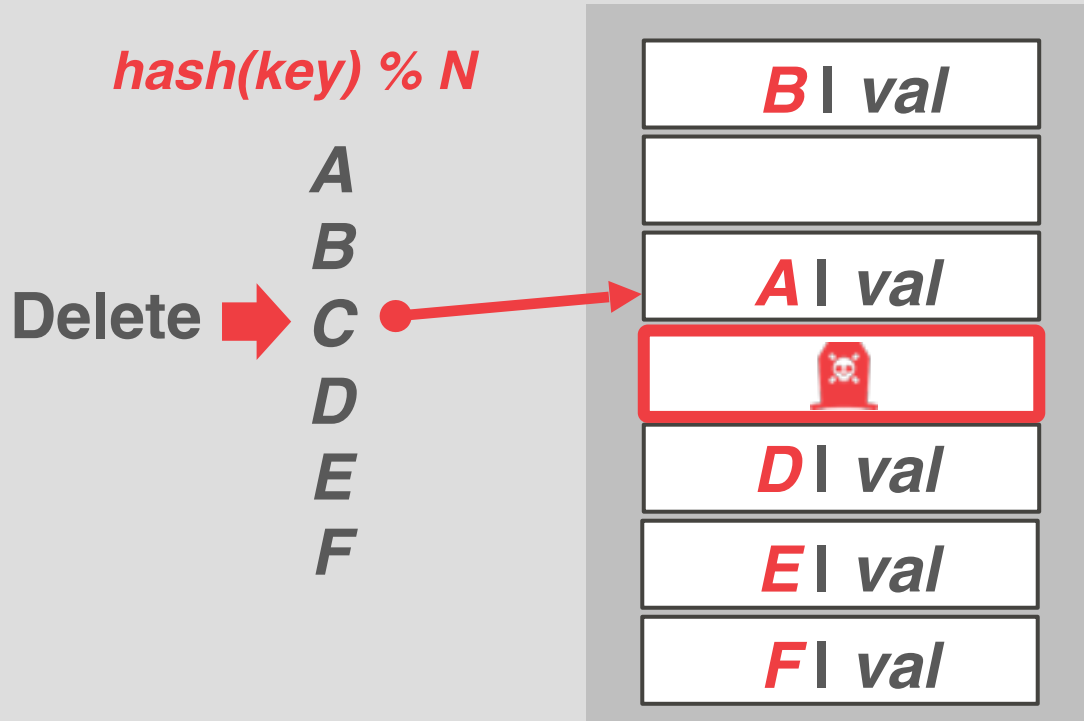 hash(key) % N
A
B
Delete C
D
E
F
B | val
A | val
D | val
E | val
F | val